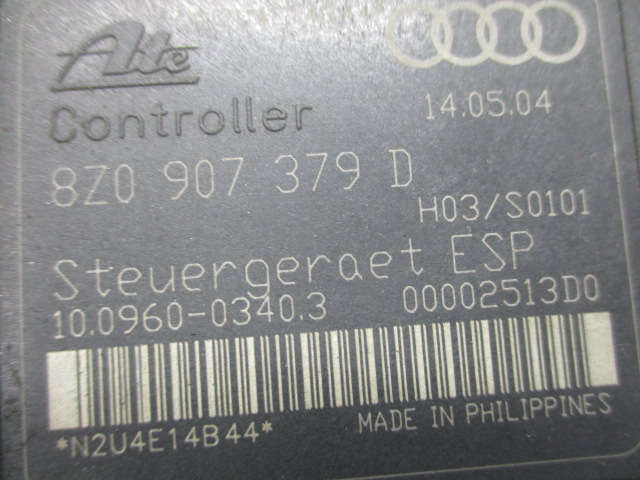 Ate
Controller
14.05.04
8Z0 907 379 D
H03/S0101
Steuergeraet ESP
10.0960-0340.3 00002513D0
*N2U4E14B44*
MADE IN PHILIPPINES